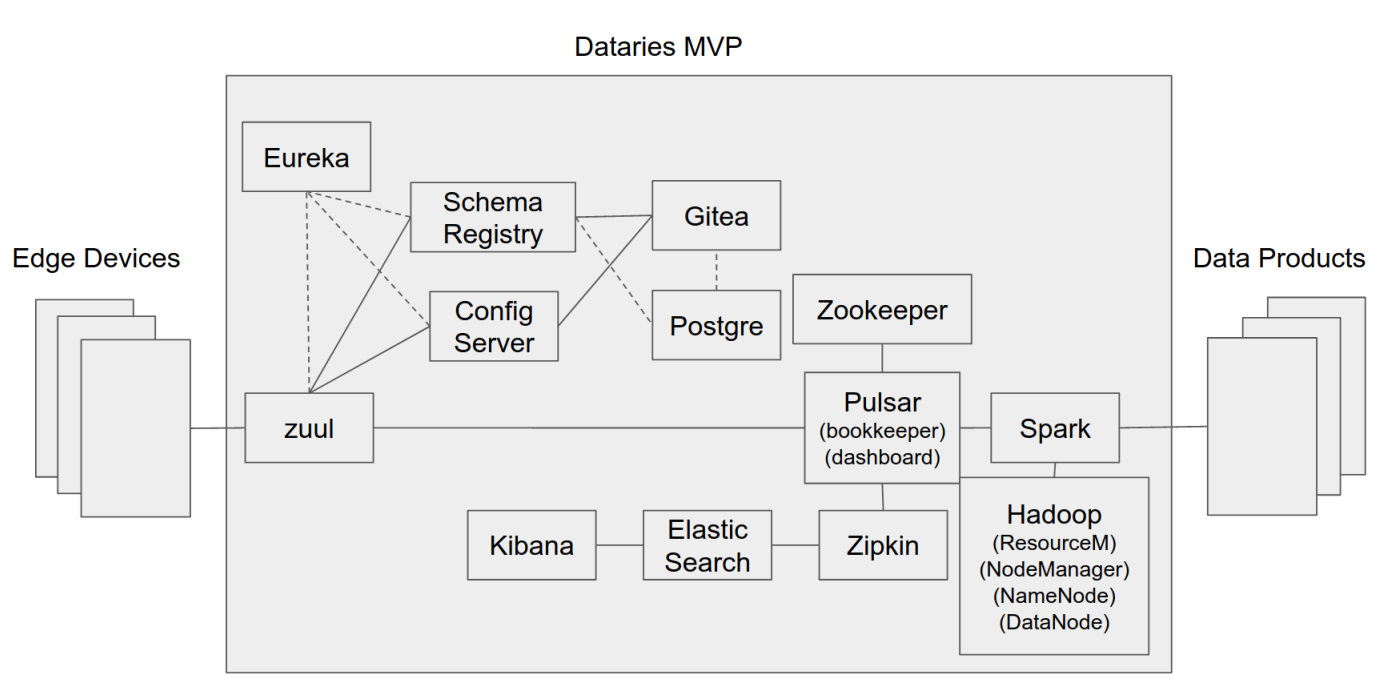 Dataries MVP
Eureka
Schema
Registry
Gitea
Edge Devices
Data Products
Config
Server
Postgre
Zookeeper
zuul
Pulsar
(bookkeeper)
(dashboard)
Spark
Kibana
Elastic
Search
Zipkin
Hadoop
(ResourceM)
(NodeManager)
(NameNode)
(DataNode)